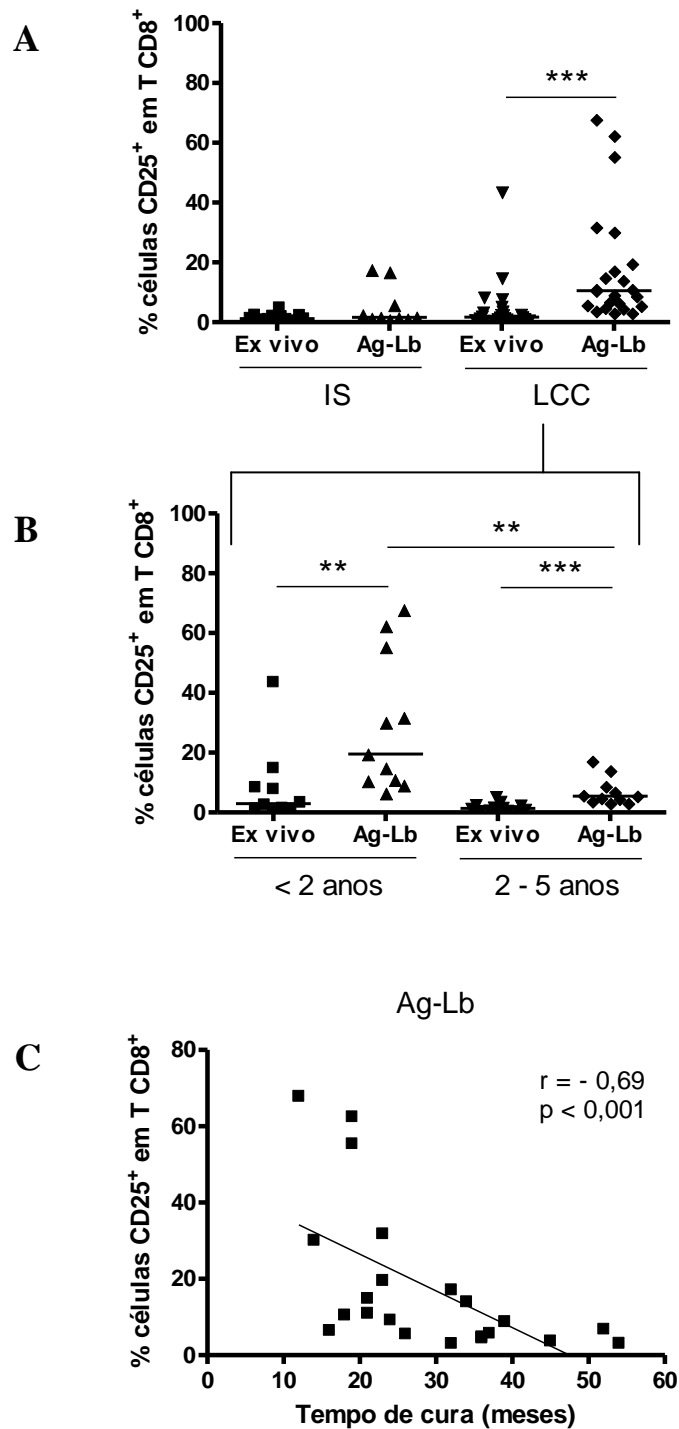 A
% células CD25⁺ em T CD8⁺
100
80
60
40
20
0
***
Ex vivo Ag-Lb Ex vivo Ag-Lb
IS LCC
B
% células CD25⁺ em T CD8⁺
100
80
60
40
20
0
**
**
***
Ex vivo Ag-Lb Ex vivo Ag-Lb
< 2 anos 2 - 5 anos
C
Ag-Lb
% células CD25⁺ em T CD8⁺
80
60
40
20
0
r = - 0,69
p < 0,001
0 10 20 30 40 50 60
Tempo de cura (meses)